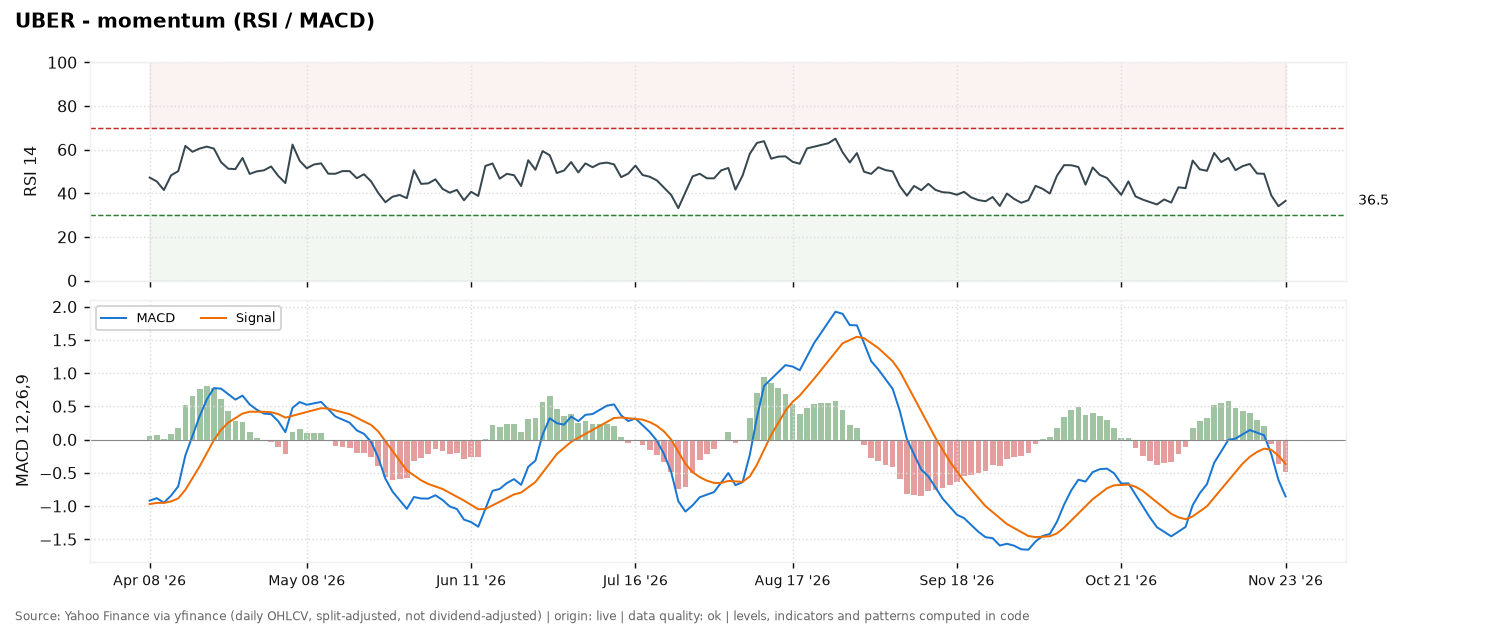 UBER - momentum (RSI / MACD)
100
80
60
40
20
0
RSI 14
36.5
MACD
Signal
2.0
1.5
1.0
0.5
0.0
−0.5
−1.0
−1.5
MACD 12,26,9
Apr 08 '26
May 08 '26
Jun 11 '26
Jul 16 '26
Aug 17 '26
Sep 18 '26
Oct 21 '26
Nov 23 '26
Source: Yahoo Finance via yfinance (daily OHLCV, split-adjusted, not dividend-adjusted) | origin: live | data quality: ok | levels, indicators and patterns computed in code